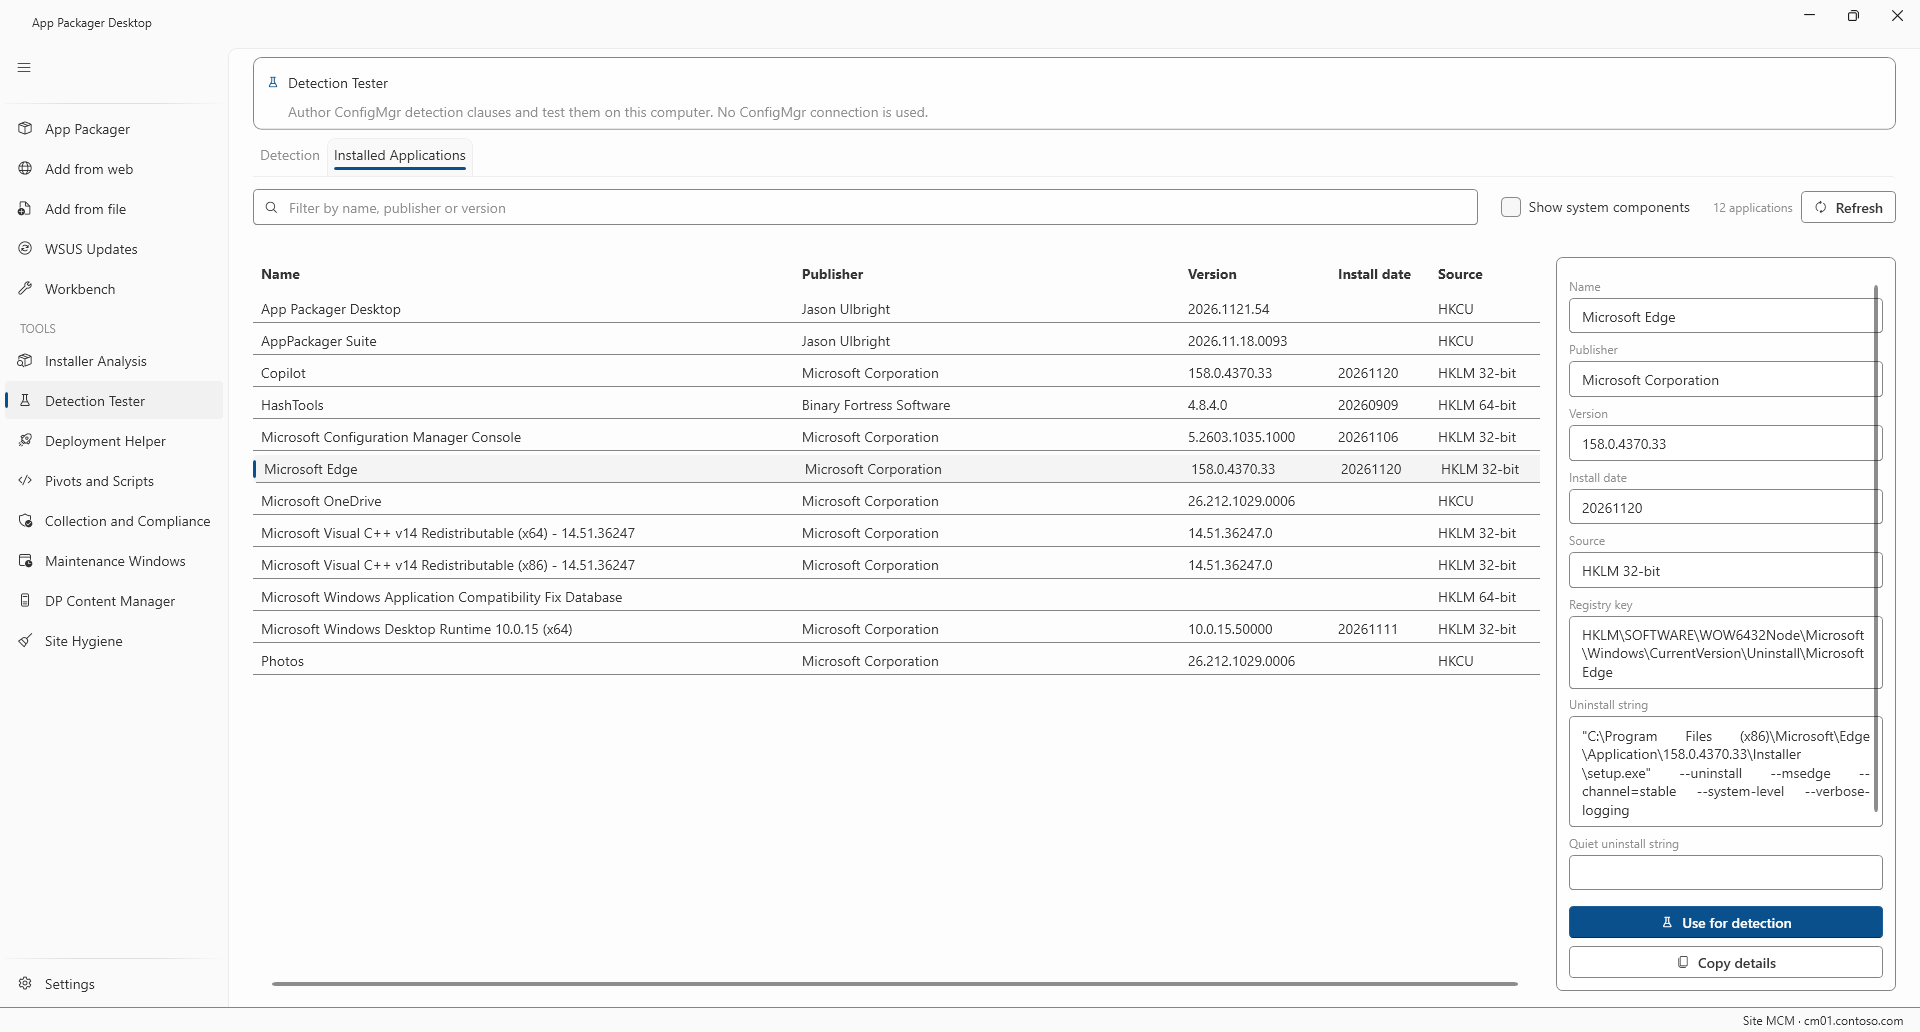 App Packager Desktop
App Packager
Add from web
Add from file
WSUS Updates
Workbench
TOOLS
Installer Analysis
Detection Tester
Deployment Helper
Pivots and Scripts
Collection and Compliance
Maintenance Windows
DP Content Manager
Site Hygiene
Settings
Detection Tester
Author ConfigMgr detection clauses and test them on this computer. No ConfigMgr connection is used.
Detection Installed Applications
Filter by name, publisher or version
Show system components 12 applications Refresh
Name Publisher Version Install date Source
App Packager Desktop Jason Ulbright 2026.1121.54 HKCU
AppPackager Suite Jason Ulbright 2026.11.18.0093 HKCU
Copilot Microsoft Corporation 158.0.4370.33 20261120 HKLM 32-bit
HashTools Binary Fortress Software 4.8.4.0 20260909 HKLM 64-bit
Microsoft Configuration Manager Console Microsoft Corporation 5.2603.1035.1000 20261106 HKLM 32-bit
Microsoft Edge Microsoft Corporation 158.0.4370.33 20261120 HKLM 32-bit
Microsoft OneDrive Microsoft Corporation 26.212.1029.0006 HKCU
Microsoft Visual C++ v14 Redistributable (x64) - 14.51.36247 Microsoft Corporation 14.51.36247.0 HKLM 32-bit
Microsoft Visual C++ v14 Redistributable (x86) - 14.51.36247 Microsoft Corporation 14.51.36247.0 HKLM 32-bit
Microsoft Windows Application Compatibility Fix Database HKLM 64-bit
Microsoft Windows Desktop Runtime 10.0.15 (x64) Microsoft Corporation 10.0.15.50000 20261111 HKLM 32-bit
Photos Microsoft Corporation 26.212.1029.0006 HKCU
Name
Microsoft Edge
Publisher
Microsoft Corporation
Version
158.0.4370.33
Install date
20261120
Source
HKLM 32-bit
Registry key
HKLM\SOFTWARE\WOW6432Node\Microsoft
\Windows\CurrentVersion\Uninstall\Microsoft
Edge
Uninstall string
"C:\Program Files (x86)\Microsoft\Edge
\Application\158.0.4370.33\Installer
\setup.exe" --uninstall --msedge --
channel=stable --system-level --verbose-
logging
Quiet uninstall string
Use for detection
Copy details
Site MCM · cm01.contoso.com